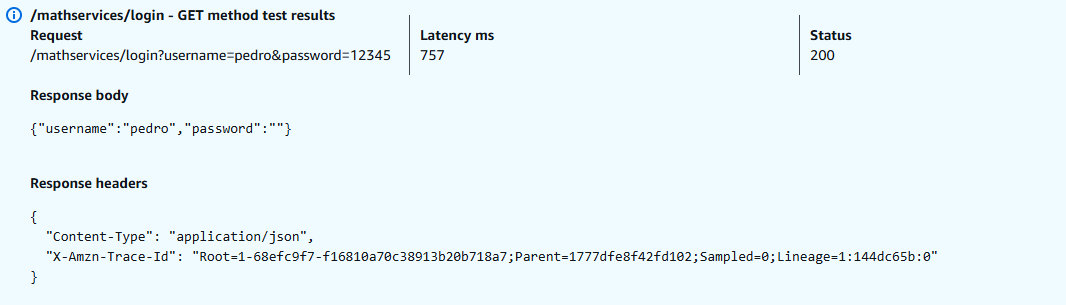 /mathservices/login - GET method test results
Request
/mathservices/login?username=pedro&password=12345
Latency ms
757
Status
200
Response body
{"username":"pedro","password":""}
Response headers
{
"Content-Type": "application/json",
"X-Amzn-Trace-Id": "Root=1-68efc9f7-f16810a70c38913b20b718a7;Parent=1777dfe8f42fd102;Sampled=0;Lineage=1:144dc65b:0"
}